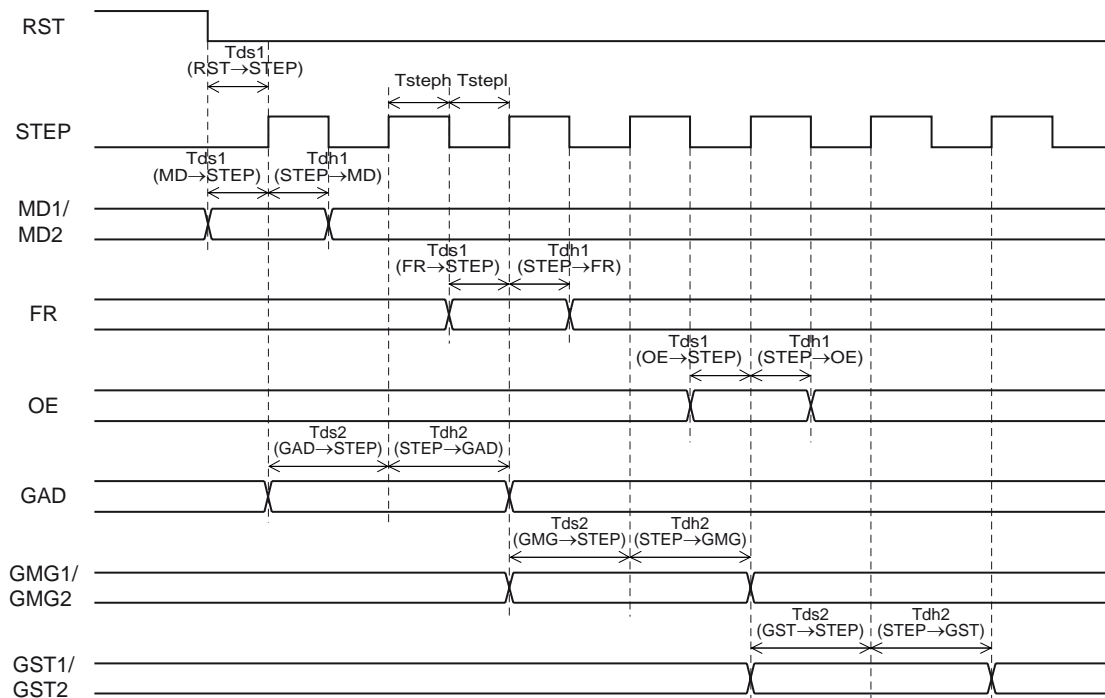 RST
Tds1
(RST→STEP)
Tsteph
Tstepl
STEP
Tds1
(MD→STEP)
Tdh1
(STEP→MD)
MD1/
MD2
Tds1
(FR→STEP)
Tdh1
(STEP→FR)
FR
Tds1
(OE→STEP)
Tdh1
(STEP→OE)
OE
Tds2
(GAD→STEP)
Tdh2
(STEP→GAD)
GAD
Tds2
(GMG→STEP)
Tdh2
(STEP→GMG)
GMG1/
GMG2
Tds2
(GST→STEP)
Tdh2
(STEP→GST)
GST1/
GST2